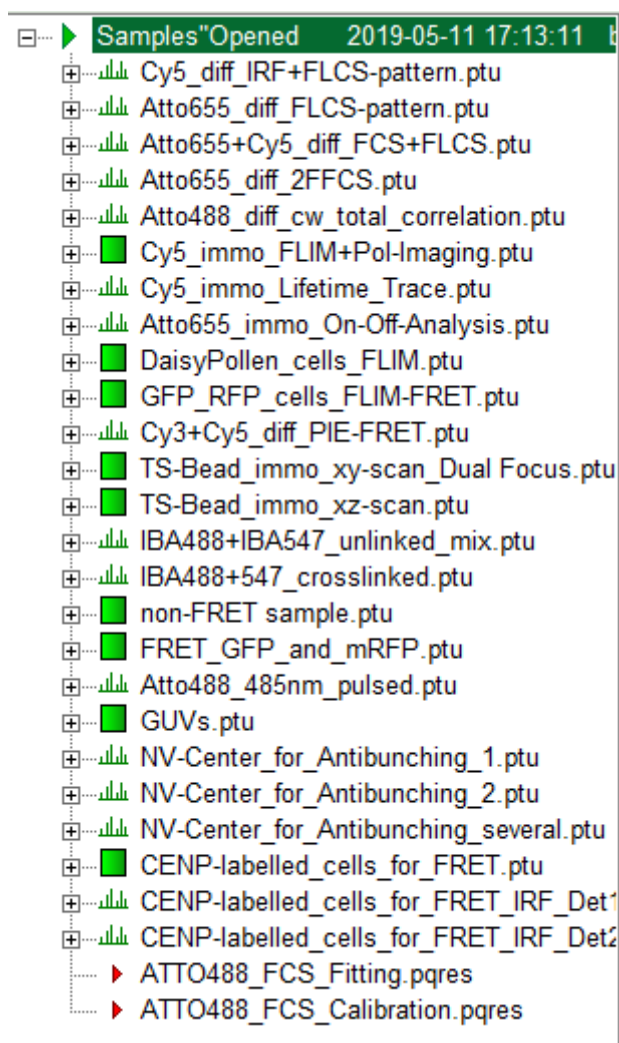 Samples"Opened 2019-05-11 17:13:11
Cy5_diff_IRF+FLCS-pattern.ptu
Atto655_diff_FLCS-pattern.ptu
Atto655+Cy5_diff_FCS+FLCS.ptu
Atto655_diff_2FFCS.ptu
Atto488_diff_cw_total_correlation.ptu
Cy5_immo_FLIM+Pol-Imaging.ptu
Cy5_immo_Lifetime_Trace.ptu
Atto655_immo_On-Off-Analysis.ptu
DaisyPollen_cells_FLIM.ptu
GFP_RFP_cells_FLIM-FRET.ptu
Cy3+Cy5_diff_PIE-FRET.ptu
TS-Bead_immo_xy-scan_Dual Focus.ptu
TS-Bead_immo_xz-scan.ptu
IBA488+IBA547_unlinked_mix.ptu
IBA488+547_crosslinked.ptu
non-FRET sample.ptu
FRET_GFP_and_mRFP.ptu
Atto488_485nm_pulsed.ptu
GUVs.ptu
NV-Center_for_Antibunching_1.ptu
NV-Center_for_Antibunching_2.ptu
NV-Center_for_Antibunching_several.ptu
CENP-labelled_cells_for_FRET.ptu
CENP-labelled_cells_for_FRET_IRF_Det1
CENP-labelled_cells_for_FRET_IRF_Det2
ATTO488_FCS_Fitting.pqres
ATTO488_FCS_Calibration.pqres